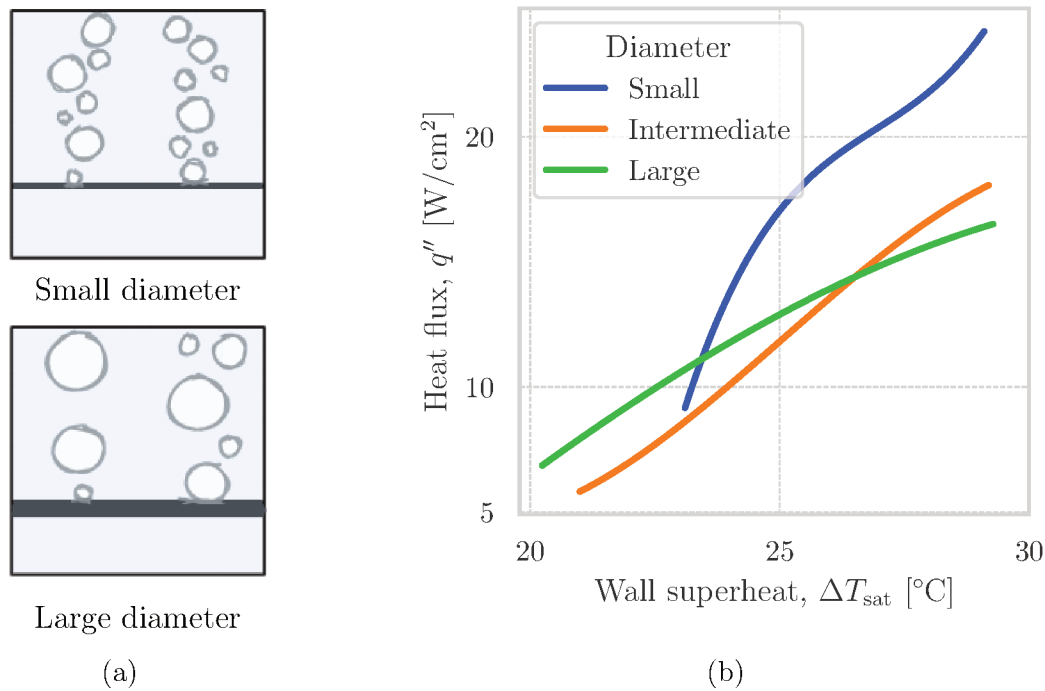 Small diameter
Large diameter
(a)
Diameter
Small
Intermediate
Large
Heat flux, q″ [W/cm²]
20
10
5
20
25
30
Wall superheat, ΔT_sat [°C]
(b)